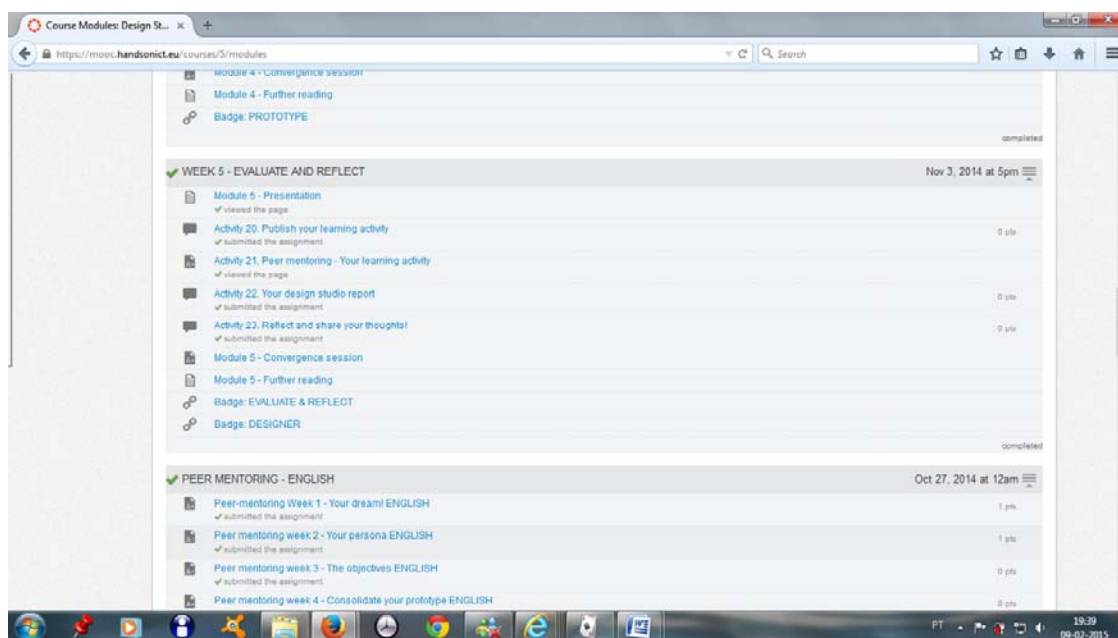 Course Modules: Design St...
https://mooc.handsonict.eu/courses/5/modules
Search
Module 4 - Convergence session
Module 4 - Further reading
Badge: PROTOTYPE
completed
WEEK 5 - EVALUATE AND REFLECT
Nov 3, 2014 at 5pm
Module 5 - Presentation
viewed the page
Activity 20. Publish your learning activity
0 pts
submitted the assignment
Activity 21. Peer mentoring - Your learning activity
viewed the page
Activity 22. Your design studio report
0 pts
submitted the assignment
Activity 23. Reflect and share your thoughts!
0 pts
submitted the assignment
Module 5 - Convergence session
Module 5 - Further reading
Badge: EVALUATE & REFLECT
Badge: DESIGNER
completed
PEER MENTORING - ENGLISH
Oct 27, 2014 at 12am
Peer-mentoring Week 1 - Your dream! ENGLISH
1 pts
submitted the assignment
Peer mentoring week 2 - Your persona ENGLISH
1 pts
submitted the assignment
Peer mentoring week 3 - The objectives ENGLISH
0 pts
submitted the assignment
Peer mentoring week 4 - Consolidate your prototype ENGLISH
pts
PT
19:39